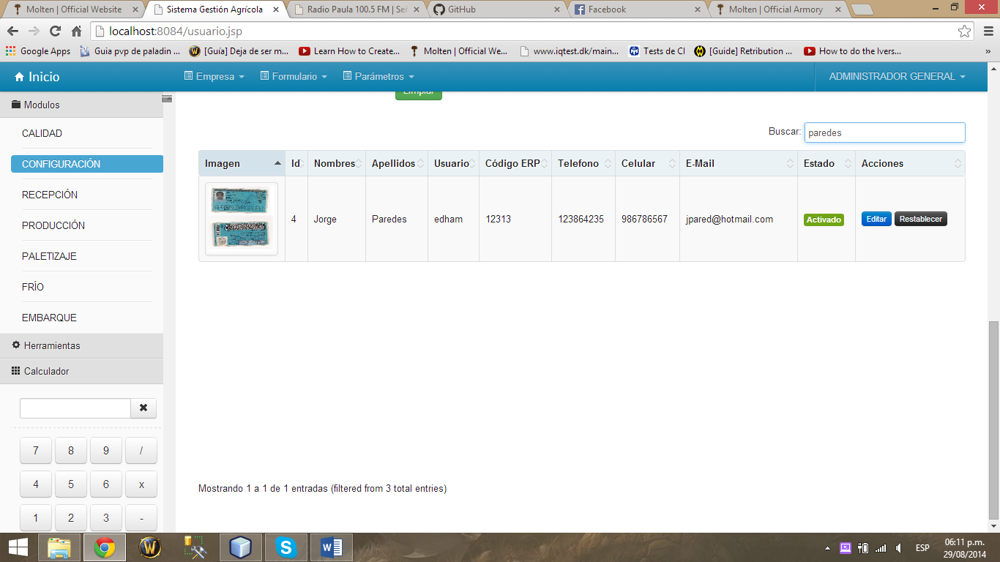 Molten | Official Website
Sistema Gestión Agrícola
Radio Paula 100.5 FM | Señ
GitHub
Facebook
Molten | Official Armory
localhost:8084/usuario.jsp
Google Apps
Guia pvp de paladin ...
[Guía] Deja de ser m...
Learn How to Create...
Molten | Official We...
www.iqtest.dk/main...
Tests de CI
[Guide] Retribution ...
How to do the Ivers...
»
Inicio
Empresa
Formulario
Parámetros
ADMINISTRADOR GENERAL
Modulos
CALIDAD
CONFIGURACIÓN
RECEPCIÓN
PRODUCCIÓN
PALETIZAJE
FRÍO
EMBARQUE
Herramientas
Calculador
7 8 9 /
4 5 6 x
1 2 3 -
Limpiar
Buscar: paredes
Imagen Id Nombres Apellidos Usuario Código ERP Telefono Celular E-Mail Estado Acciones
4 Jorge Paredes edham 12313 123864235 986786567 jpared@hotmail.com Activado Editar Restablecer
Mostrando 1 a 1 de 1 entradas (filtered from 3 total entries)
ESP
06:11 p.m.
29/08/2014